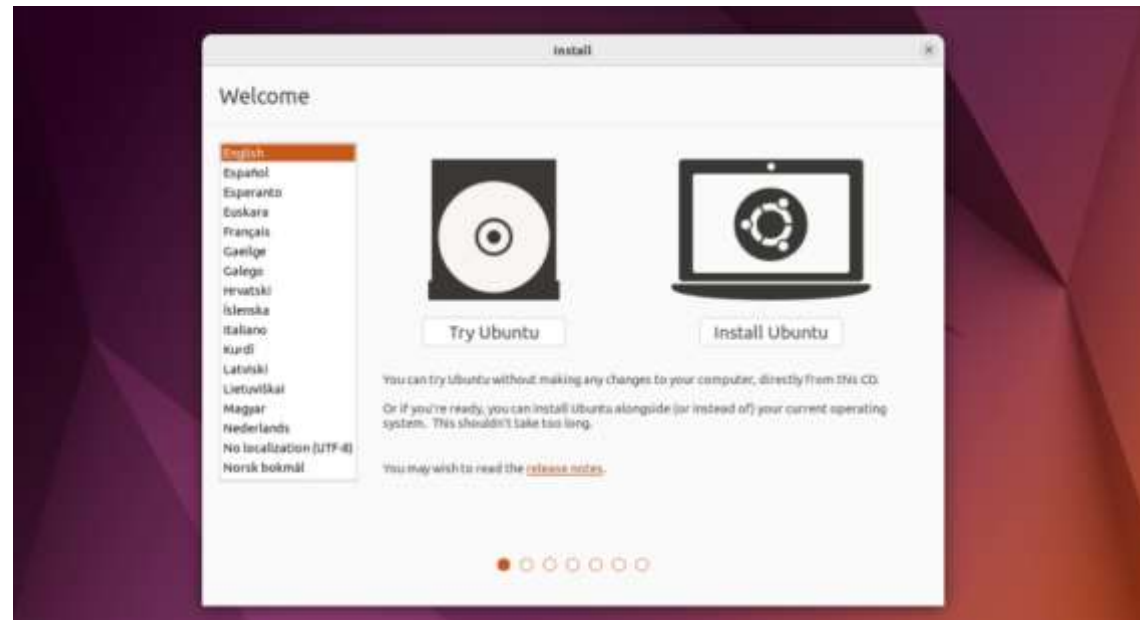 Install
Welcome
English
Español
Esperanto
Euskara
Français
Gaeilge
Galego
Hrvatski
Íslenska
Italiano
Kurdî
Latviski
Lietuviškai
Magyar
Nederlands
No localization (UTF-8)
Norsk bokmål
Try Ubuntu
Install Ubuntu
You can try Ubuntu without making any changes to your computer, directly from this CD.
Or if you're ready, you can install Ubuntu alongside (or instead of) your current operating
system. This shouldn't take too long.
You may wish to read the release notes.